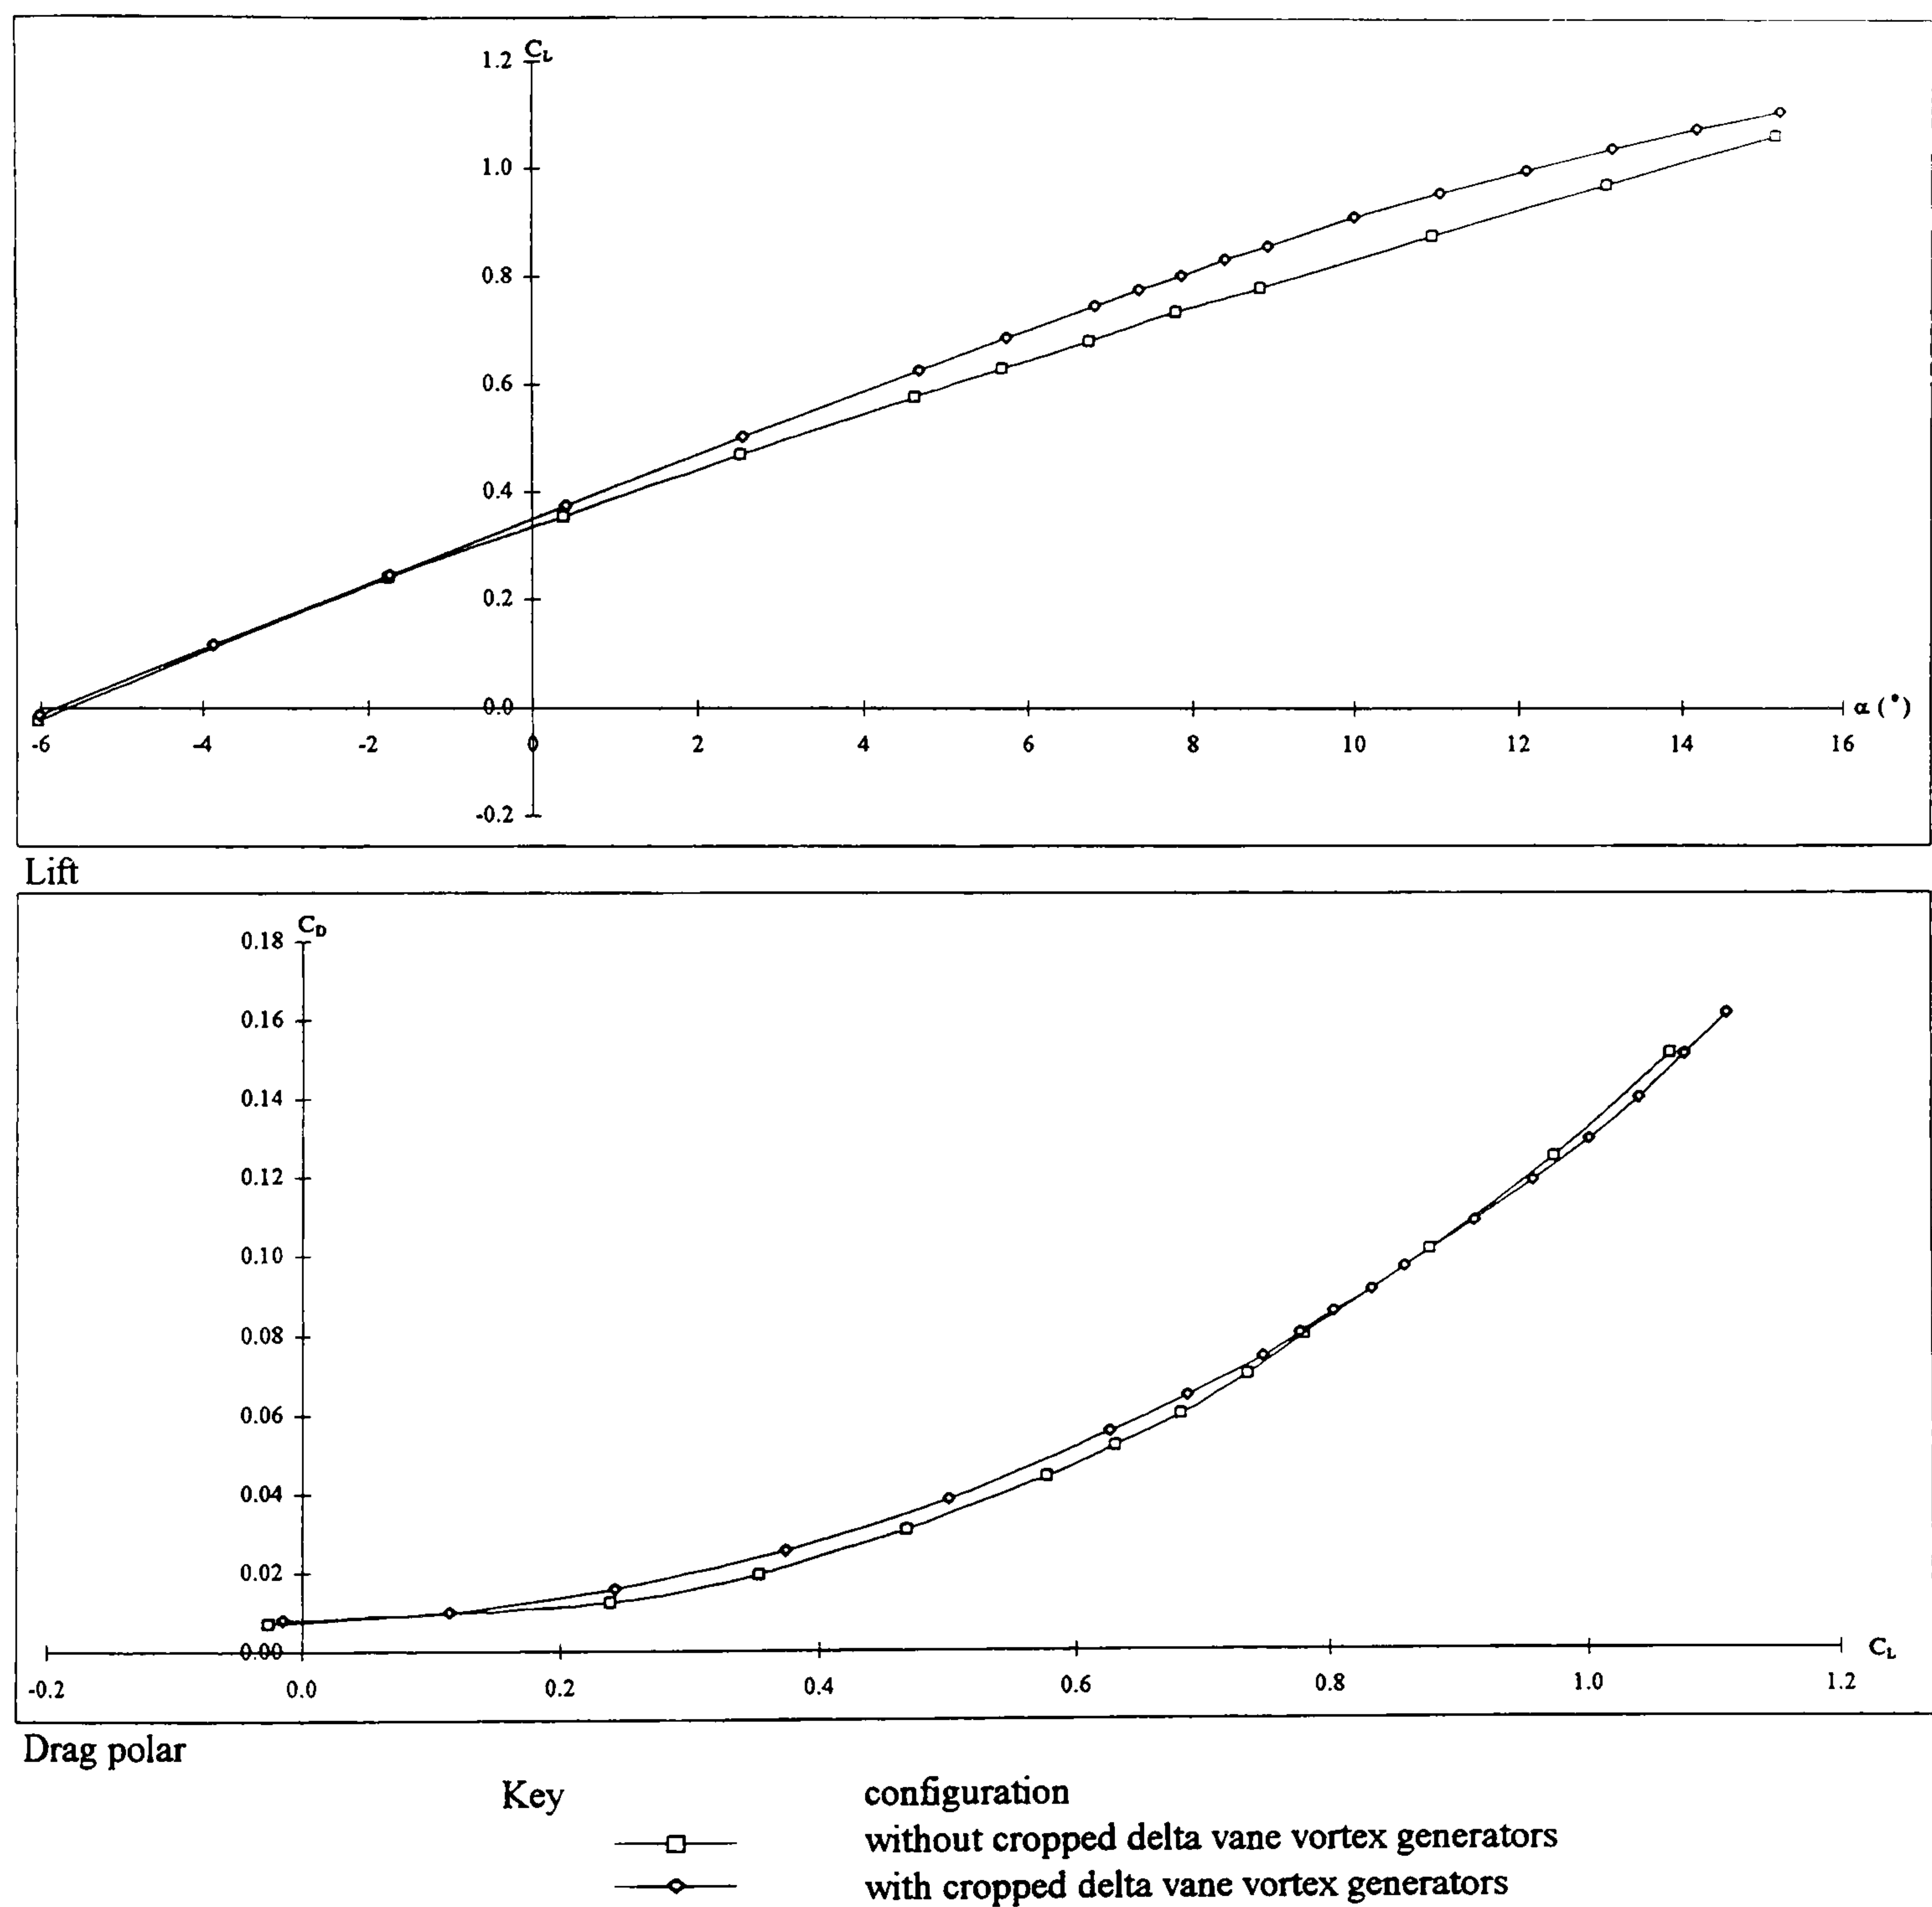 C_L
1.2
1.0
0.8
0.6
0.4
0.2
0.0
-0.2
-6 -4 -2 0 2 4 6 8 10 12 14 16
α (°)
Lift
C_D
0.18
0.16
0.14
0.12
0.10
0.08
0.06
0.04
0.02
0.00
-0.2 0.0 0.2 0.4 0.6 0.8 1.0 1.2
C_L
Drag polar
Key configuration
without cropped delta vane vortex generators
with cropped delta vane vortex generators